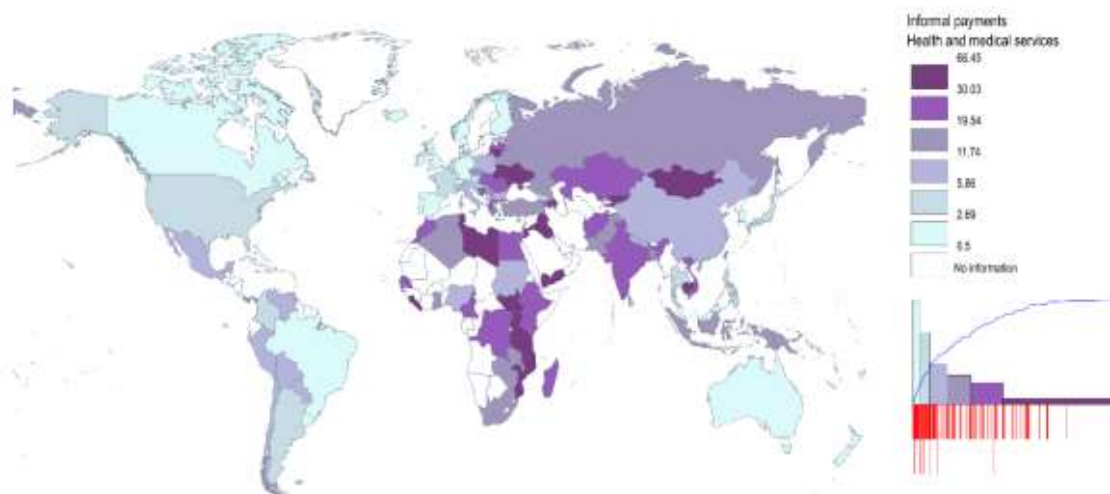 Informal payments
Health and medical services
66.45
30.03
19.54
11.74
5.86
2.69
0.5
No information